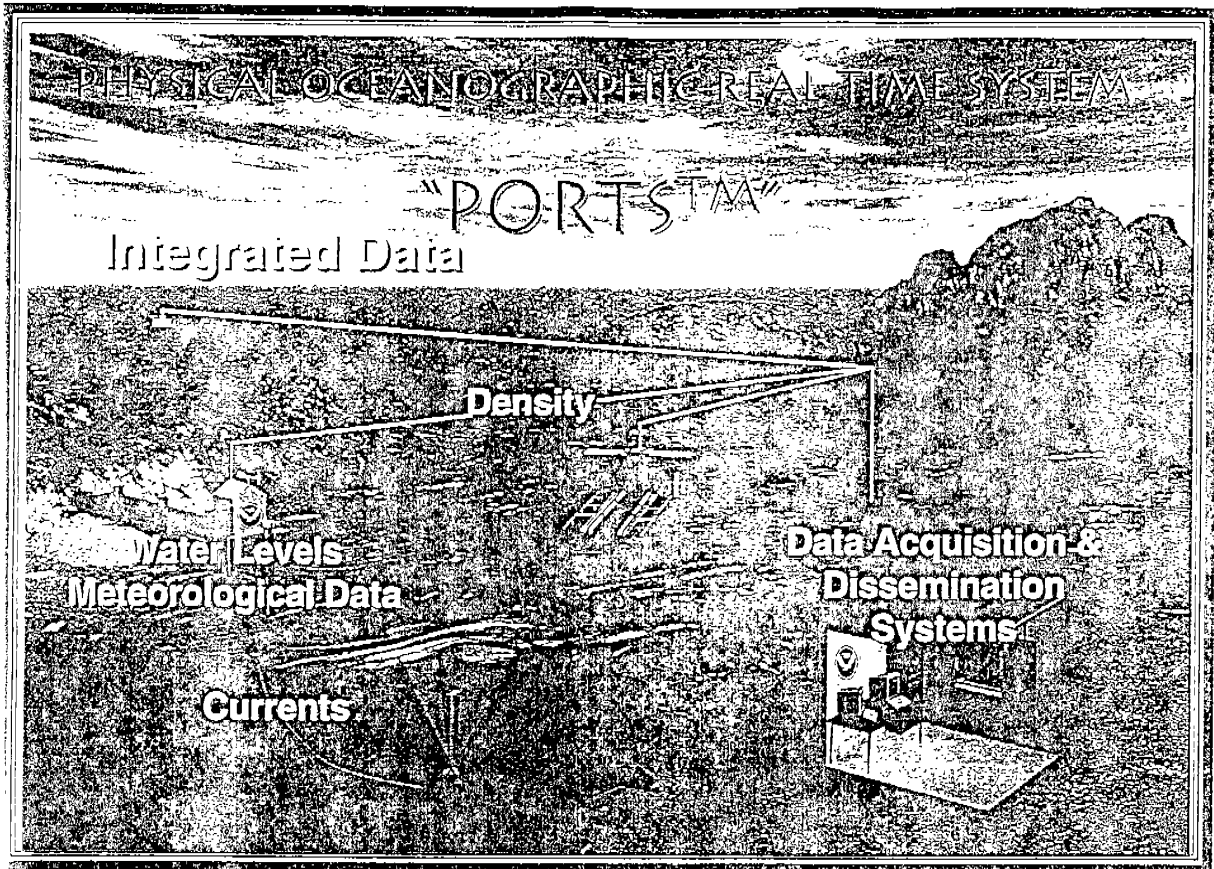 PHYSICAL OCEANOGRAPHIC REAL TIME SYSTEM
"PORTS™"
Integrated Data
Density
Water Levels
Meteorological Data
Data Acquisition &
Dissemination
Systems
Currents